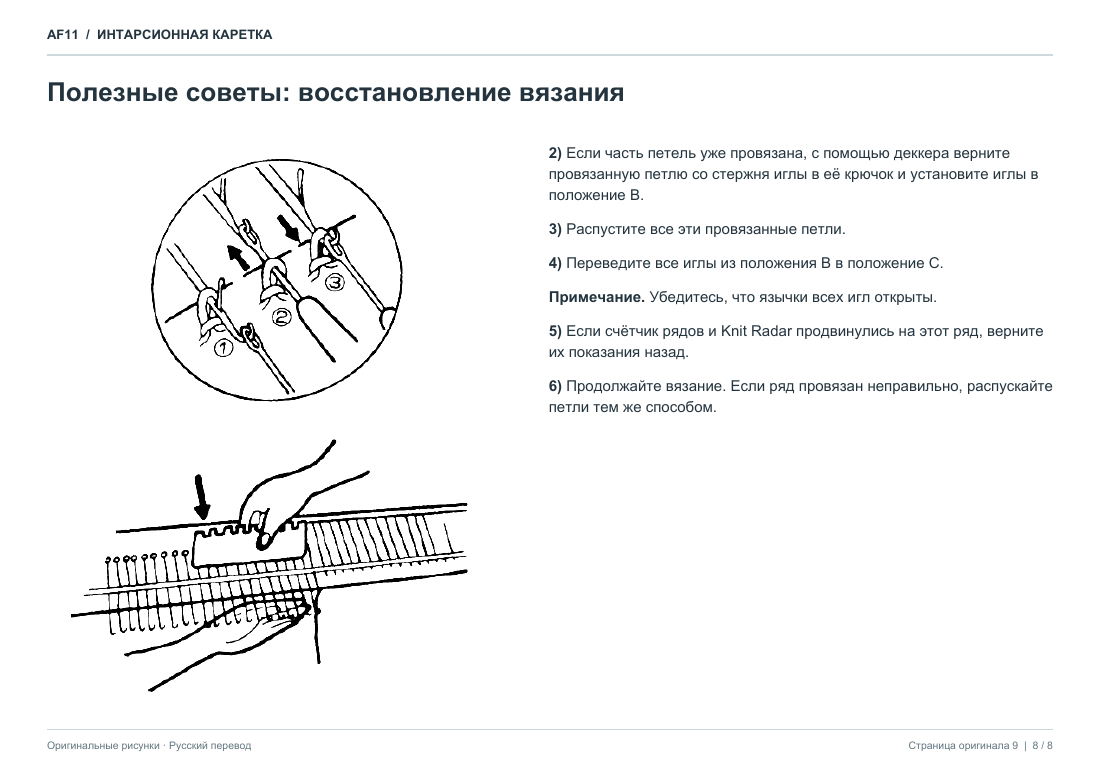 AF11 / ИНТАРСИОННАЯ КАРЕТКА
Полезные советы: восстановление вязания
①
②
③
2) Если часть петель уже провязана, с помощью деккера верните
провязанную петлю со стержня иглы в её крючок и установите иглы в
положение B.
3) Распустите все эти провязанные петли.
4) Переведите все иглы из положения B в положение C.
Примечание. Убедитесь, что язычки всех игл открыты.
5) Если счётчик рядов и Knit Radar продвинулись на этот ряд, верните
их показания назад.
6) Продолжайте вязание. Если ряд провязан неправильно, распускайте
петли тем же способом.
Оригинальные рисунки · Русский перевод
Страница оригинала 9 | 8 / 8